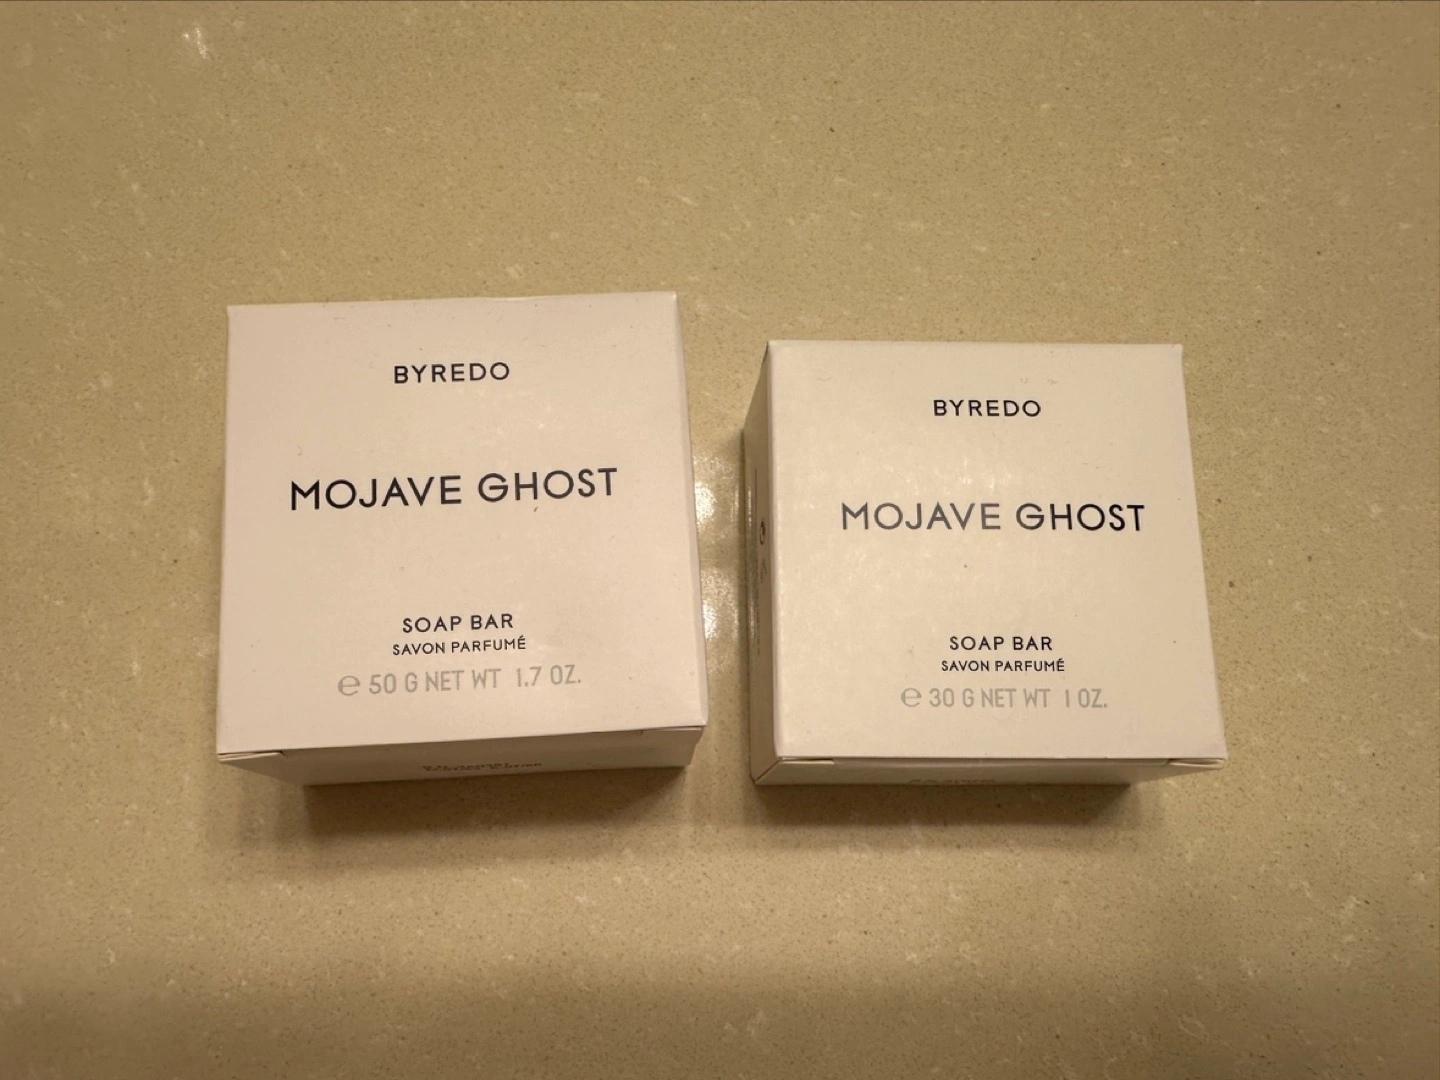 BYREDO
MOJAVE GHOST
SOAP BAR
SAVON PARFUMÉ
℮ 50 G NET WT 1.7 OZ.
BYREDO
MOJAVE GHOST
SOAP BAR
SAVON PARFUMÉ
℮ 30 G NET WT 1 OZ.